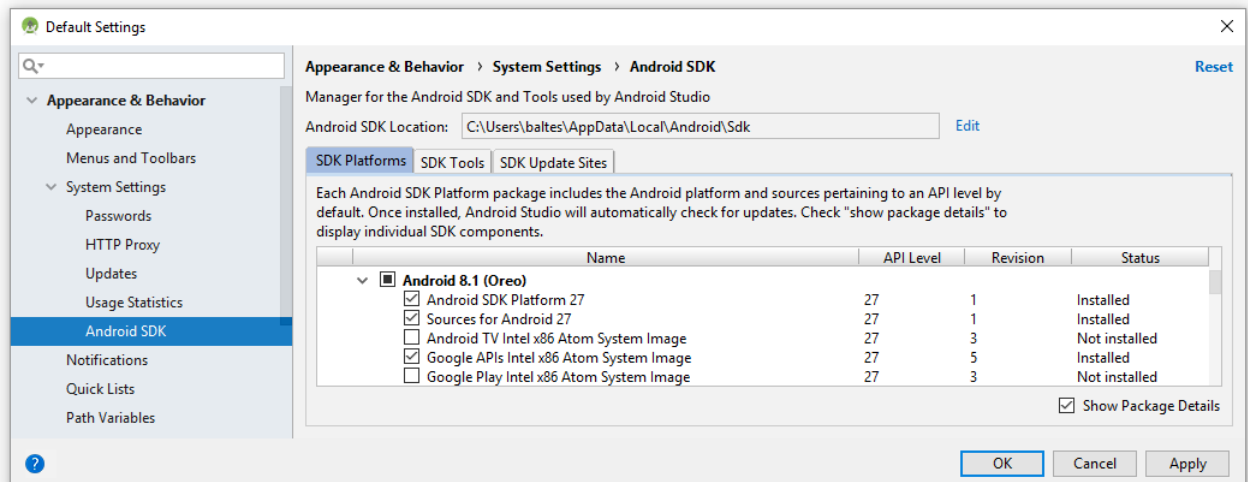 Default Settings
Appearance & Behavior
Appearance
Menus and Toolbars
System Settings
Passwords
HTTP Proxy
Updates
Usage Statistics
Android SDK
Notifications
Quick Lists
Path Variables
Appearance & Behavior › System Settings › Android SDK
Reset
Manager for the Android SDK and Tools used by Android Studio
Android SDK Location: C:\Users\baltes\AppData\Local\Android\Sdk Edit
SDK Platforms SDK Tools SDK Update Sites
Each Android SDK Platform package includes the Android platform and sources pertaining to an API level by
default. Once installed, Android Studio will automatically check for updates. Check "show package details" to
display individual SDK components.
Name API Level Revision Status
Android 8.1 (Oreo)
Android SDK Platform 27 27 1 Installed
Sources for Android 27 27 1 Installed
Android TV Intel x86 Atom System Image 27 3 Not installed
Google APIs Intel x86 Atom System Image 27 5 Installed
Google Play Intel x86 Atom System Image 27 3 Not installed
Show Package Details
?
OK Cancel Apply